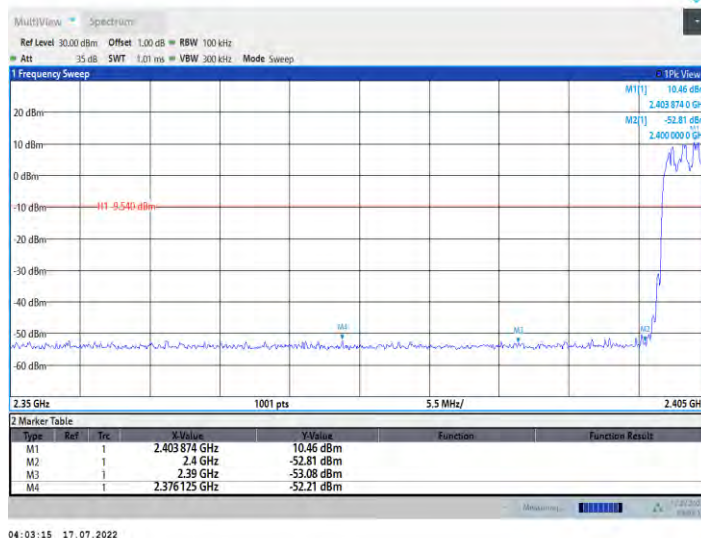 MultiView Spectrum
Ref Level 30.00 dBm Offset 1.00 dB RBW 100 kHz
Att 35 dB SWT 1.01 ms VBW 300 kHz Mode Sweep
1 Frequency Sweep 1Pk View
M1[1] 10.46 dBm
2.403 874 0 GHz
M2[1] -52.81 dBm
2.400 000 0 GHz
20 dBm
10 dBm
0 dBm
-10 dBm H1 -9.540 dBm
-20 dBm
-30 dBm
-40 dBm
-50 dBm
M4 M3 M2
-60 dBm
2.35 GHz 1001 pts 5.5 MHz/ 2.405 GHz
2 Marker Table
Type Ref Trc X-Value Y-Value Function Function Result
M1 1 2.403 874 GHz 10.46 dBm
M2 1 2.4 GHz -52.81 dBm
M3 1 2.39 GHz -53.08 dBm
M4 1 2.376 125 GHz -52.21 dBm
Measuring...
04:03:15 17.07.2022